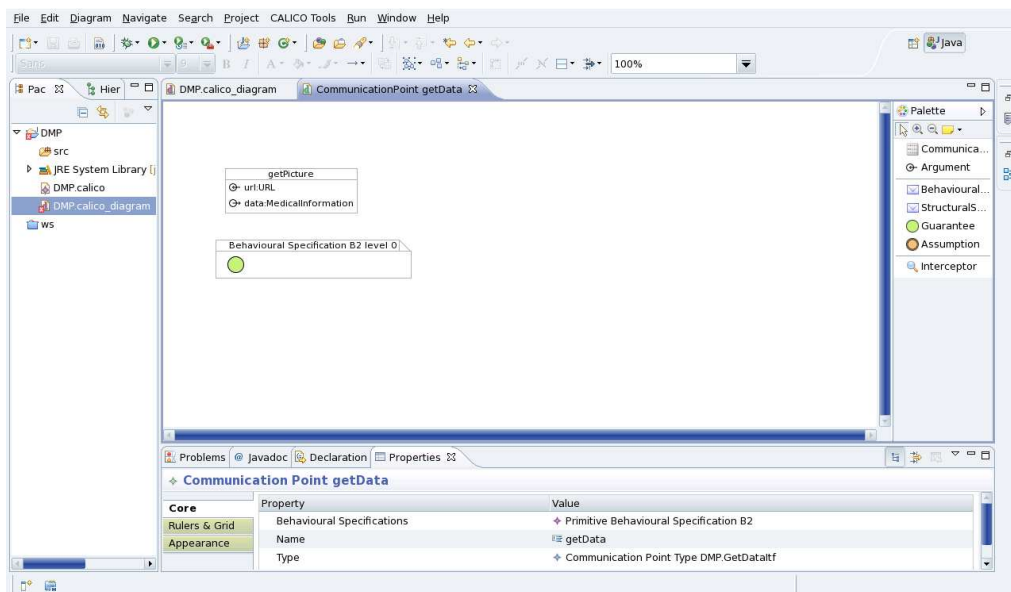 File Edit Diagram Navigate Search Project CALICO Tools Run Window Help
Java
Sans 9 B I A 100%
Pac Hier DMP.calico_diagram CommunicationPoint getData
Palette
DMP
src
JRE System Library [j
DMP.calico
DMP.calico_diagram
ws
getPicture
url:URL
data:MedicalInformation
Behavioural Specification B2 level 0
Communica...
Argument
Behavioural...
StructuralS...
Guarantee
Assumption
Interceptor
Problems @ Javadoc Declaration Properties
Communication Point getData
Core
Rulers & Grid
Appearance
Property Value
Behavioural Specifications Primitive Behavioural Specification B2
Name getData
Type Communication Point Type DMP.GetDataItf